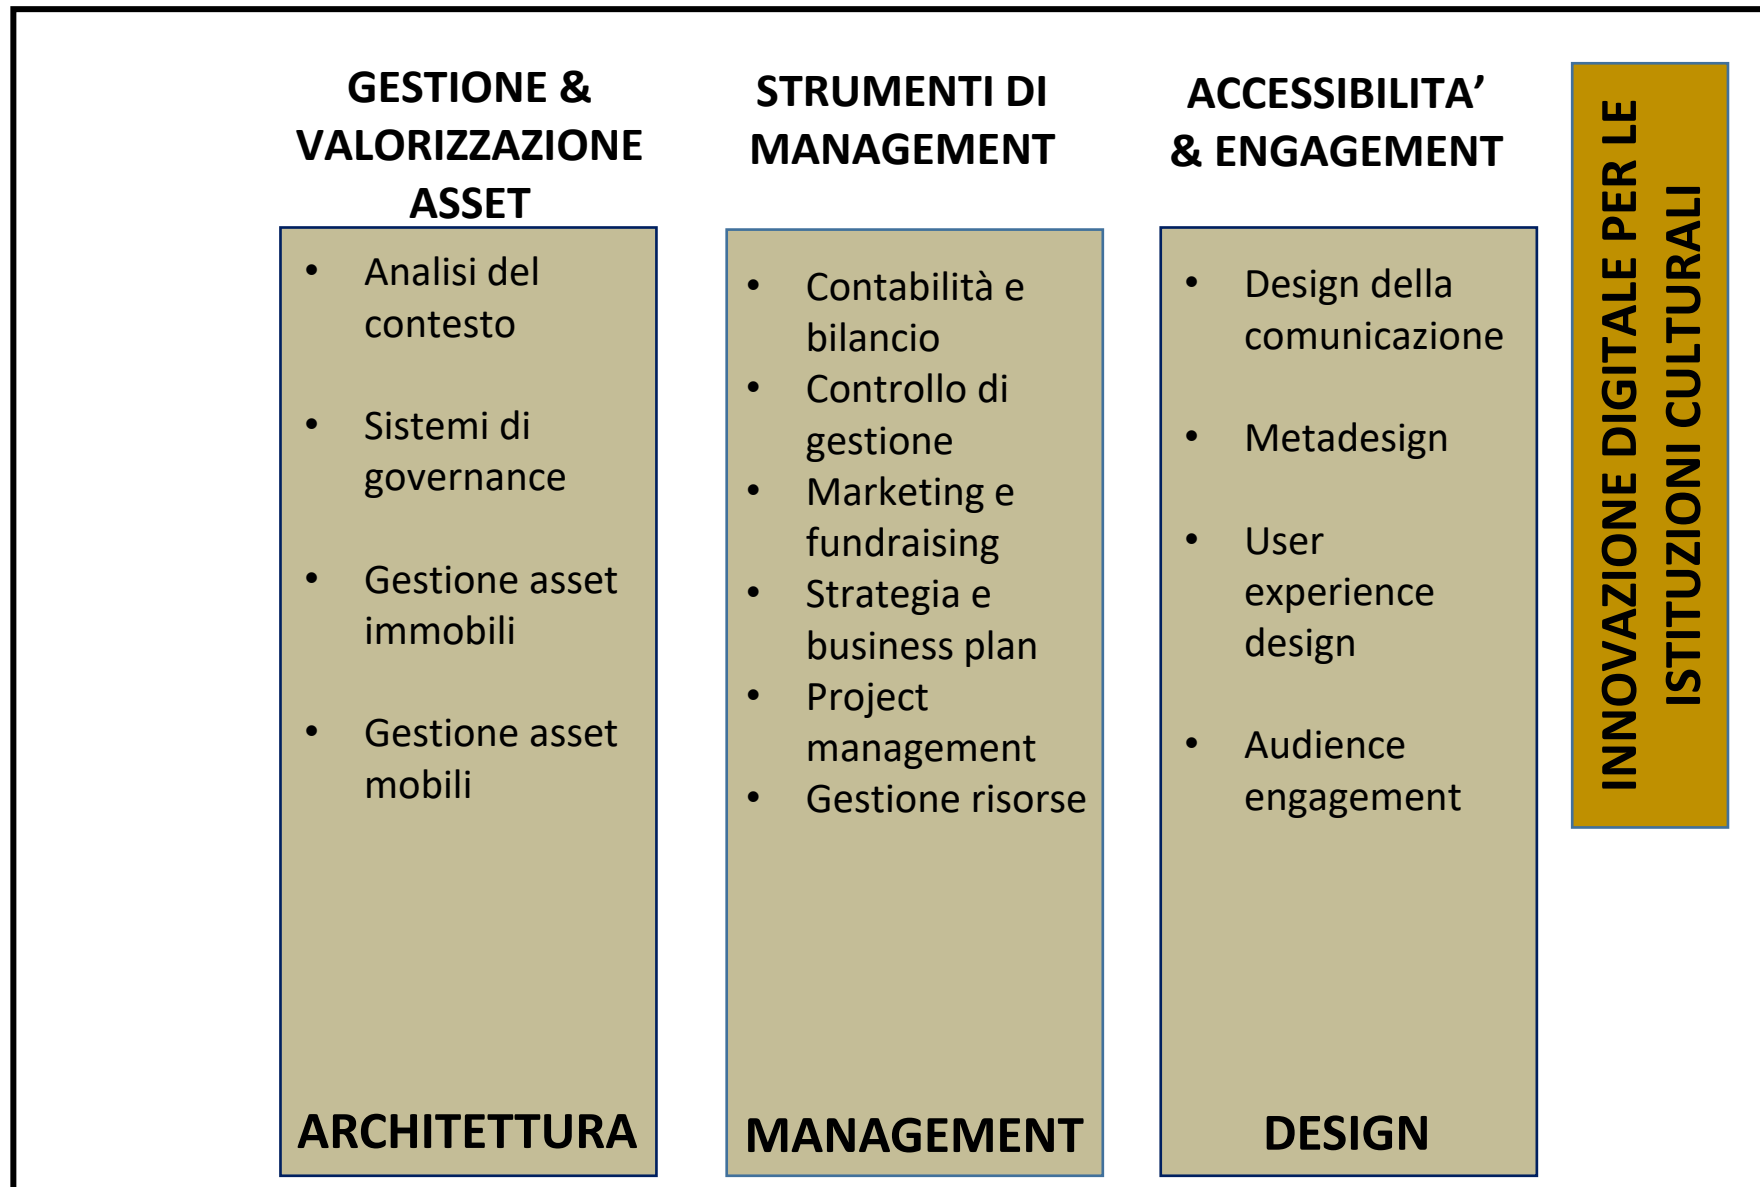 GESTIONE &
VALORIZZAZIONE
ASSET
• Analisi del
contesto
• Sistemi di
governance
• Gestione asset
immobili
• Gestione asset
mobili
ARCHITETTURA
STRUMENTI DI
MANAGEMENT
• Contabilità e
bilancio
• Controllo di
gestione
• Marketing e
fundraising
• Strategia e
business plan
• Project
management
• Gestione risorse
MANAGEMENT
ACCESSIBILITA’
& ENGAGEMENT
• Design della
comunicazione
• Metadesign
• User
experience
design
• Audience
engagement
DESIGN
INNOVAZIONE DIGITALE PER LE
ISTITUZIONI CULTURALI